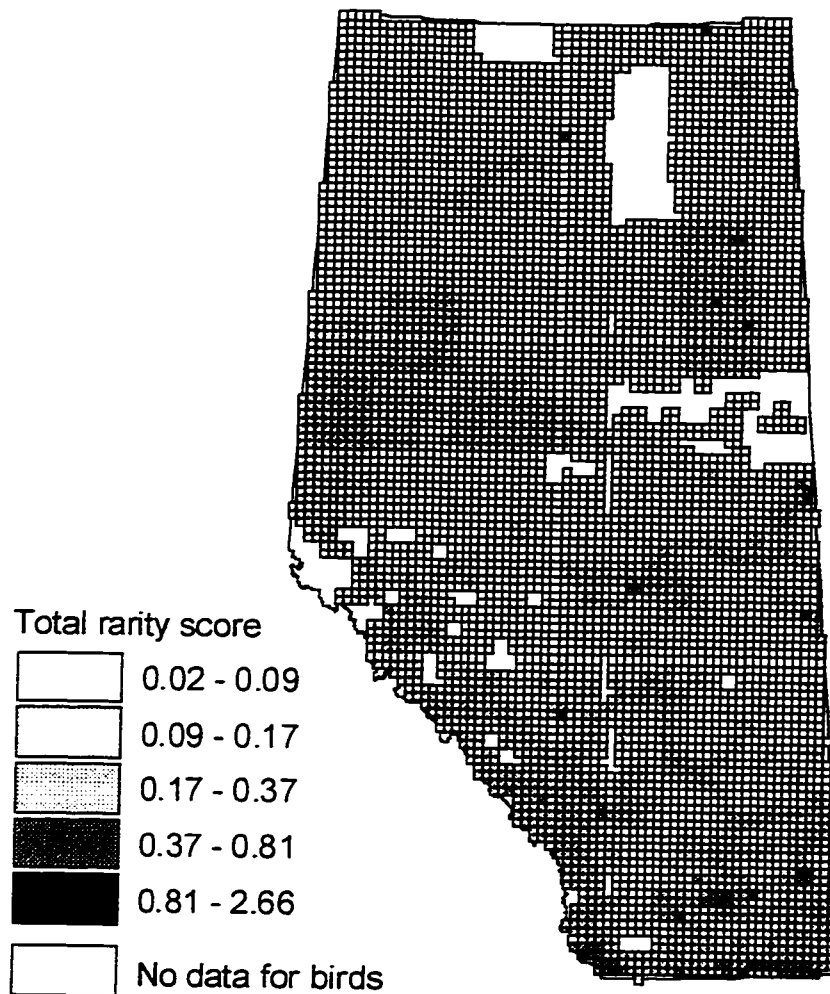 Total rarity score
0.02 - 0.09
0.09 - 0.17
0.17 - 0.37
0.37 - 0.81
0.81 - 2.66
No data for birds